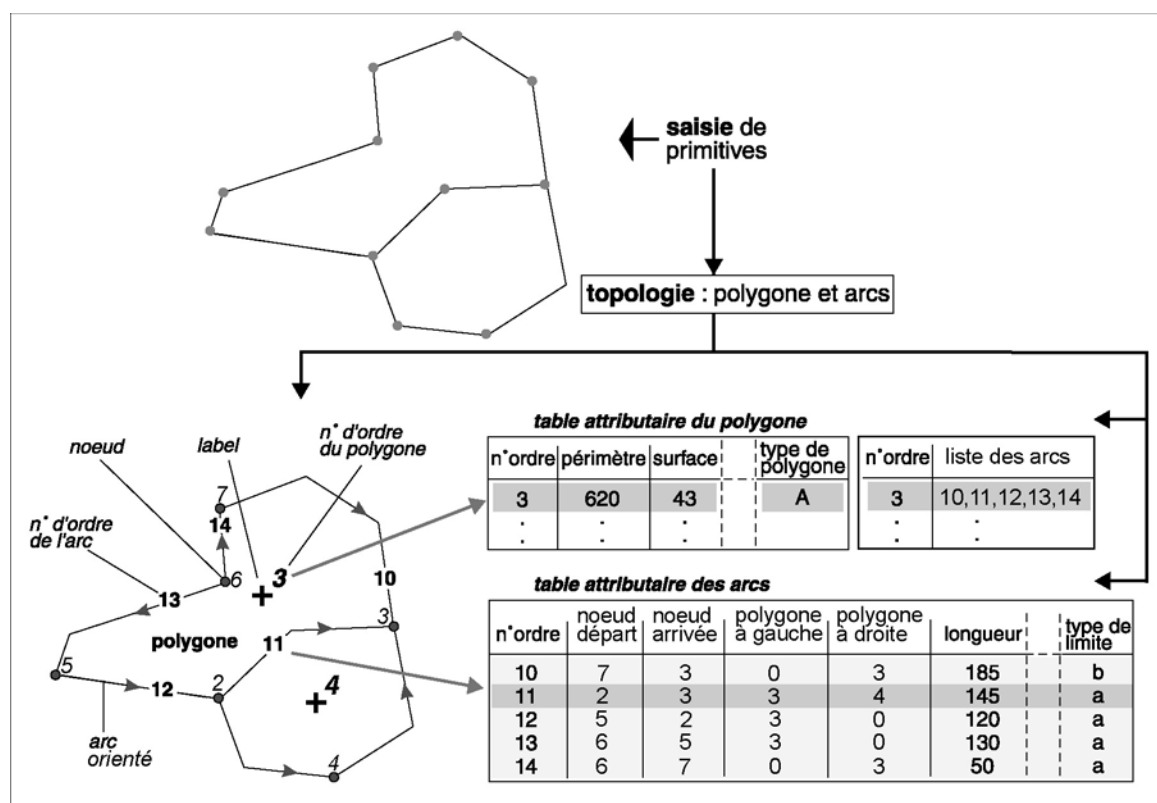 saisie de
primitives
topologie : polygone et arcs
noeud
label
n° d'ordre
du polygone
n° d'ordre
de l'arc
7
14
6
3
13
10
3
polygone
11
5
12
2
4
4
arc
orienté
table attributaire du polygone
n°ordre périmètre surface type de
polygone
3 620 43 A
: : : :
n°ordre liste des arcs
3 10,11,12,13,14
: :
table attributaire des arcs
n°ordre noeud
départ noeud
arrivée polygone
à gauche polygone
à droite longueur type de
limite
10 7 3 0 3 185 b
11 2 3 3 4 145 a
12 5 2 3 0 120 a
13 6 5 3 0 130 a
14 6 7 0 3 50 a